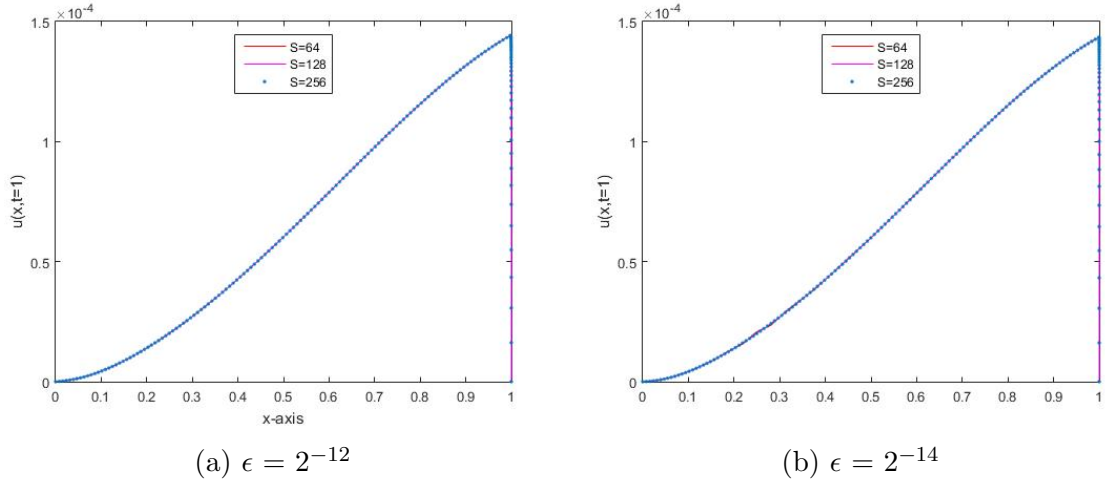 ×10⁻⁴
1.5
1
0.5
0
u(x,t=1)
S=64
S=128
S=256
0 0.1 0.2 0.3 0.4 0.5 0.6 0.7 0.8 0.9 1
x-axis
(a) ϵ = 2⁻¹²
×10⁻⁴
1.5
1
0.5
0
u(x,t=1)
S=64
S=128
S=256
0 0.1 0.2 0.3 0.4 0.5 0.6 0.7 0.8 0.9 1
(b) ϵ = 2⁻¹⁴